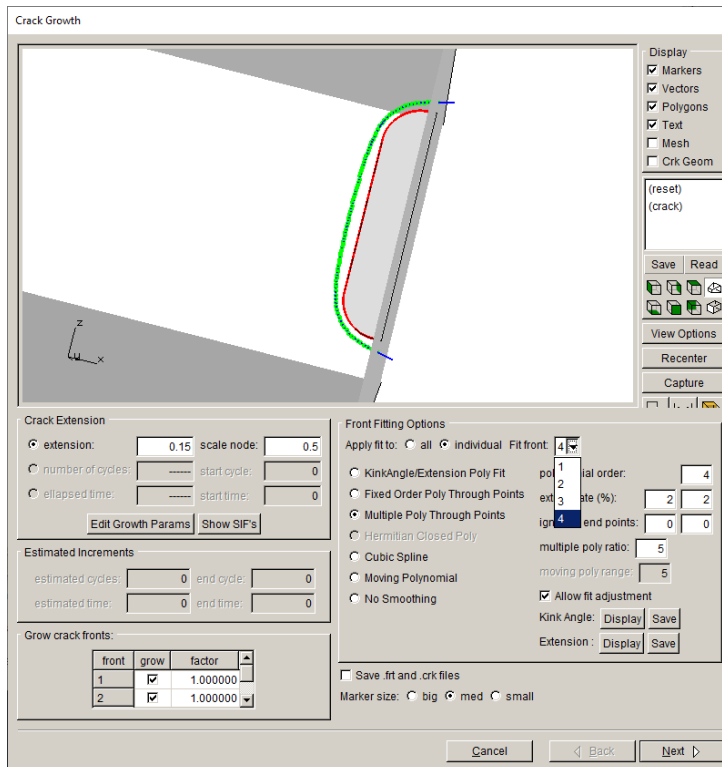 Crack Growth
Display
Markers
Vectors
Polygons
Text
Mesh
Crk Geom
(reset)
(crack)
Save Read
View Options
Recenter
Capture
z
x
Crack Extension
extension: 0.15 scale node: 0.5
number of cycles: ------ start cycle: 0
ellapsed time: ------ start time: 0
Edit Growth Params Show SIF's
Estimated Increments
estimated cycles: 0 end cycle: 0
estimated time: 0 end time: 0
Grow crack fronts:
front grow factor
1 1.000000
2 1.000000
Front Fitting Options
Apply fit to: all individual Fit front: 4
1
2
3
4
KinkAngle/Extension Poly Fit
Fixed Order Poly Through Points
Multiple Poly Through Points
Hermitian Closed Poly
Cubic Spline
Moving Polynomial
No Smoothing
order: 4
(%): 2 2
end points: 0 0
multiple poly ratio: 5
moving poly range: 5
Allow fit adjustment
Kink Angle: Display Save
Extension : Display Save
Save .frt and .crk files
Marker size: big med small
Cancel Back Next